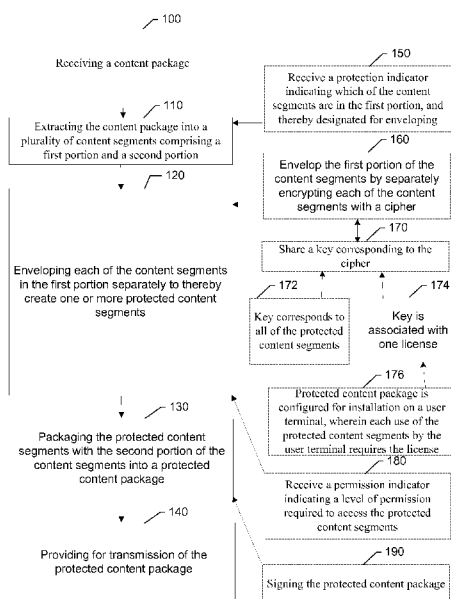 100
Receiving a content package
110
Extracting the content package into a
plurality of content segments comprising a
first portion and a second portion
120
Enveloping each of the content segments
in the first portion separately to thereby
create one or more protected content
segments
130
Packaging the protected content
segments with the second portion of the
content segments into a protected
content package
140
Providing for transmission of the
protected content package
150
Receive a protection indicator
indicating which of the content
segments are in the first portion, and
thereby designated for enveloping
160
Envelop the first portion of the
content segments by separately
encrypting each of the content
segments with a cipher
170
Share a key corresponding to the
cipher
172
Key corresponds to
all of the protected
content segments
174
Key is
associated with
one license
176
Protected content package is
configured for installation on a user
terminal, wherein each use of the
protected content segments by the
user terminal requires the license
180
Receive a permission indicator
indicating a level of permission
required to access the protected
content segments
190
Signing the protected content package